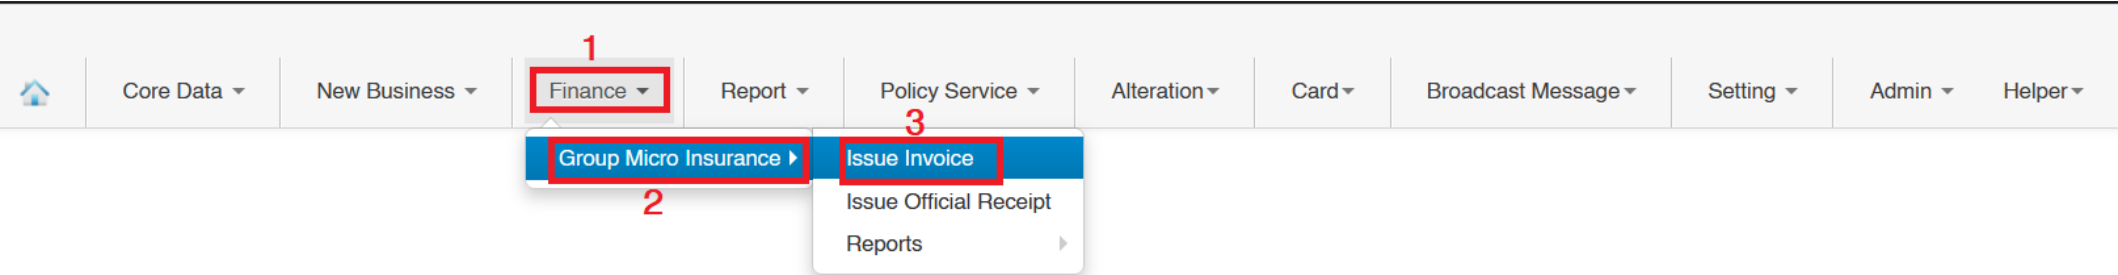 1
Core Data New Business Finance Report Policy Service Alteration Card Broadcast Message Setting Admin Helper
3
Group Micro Insurance Issue Invoice
2
Issue Official Receipt
Reports